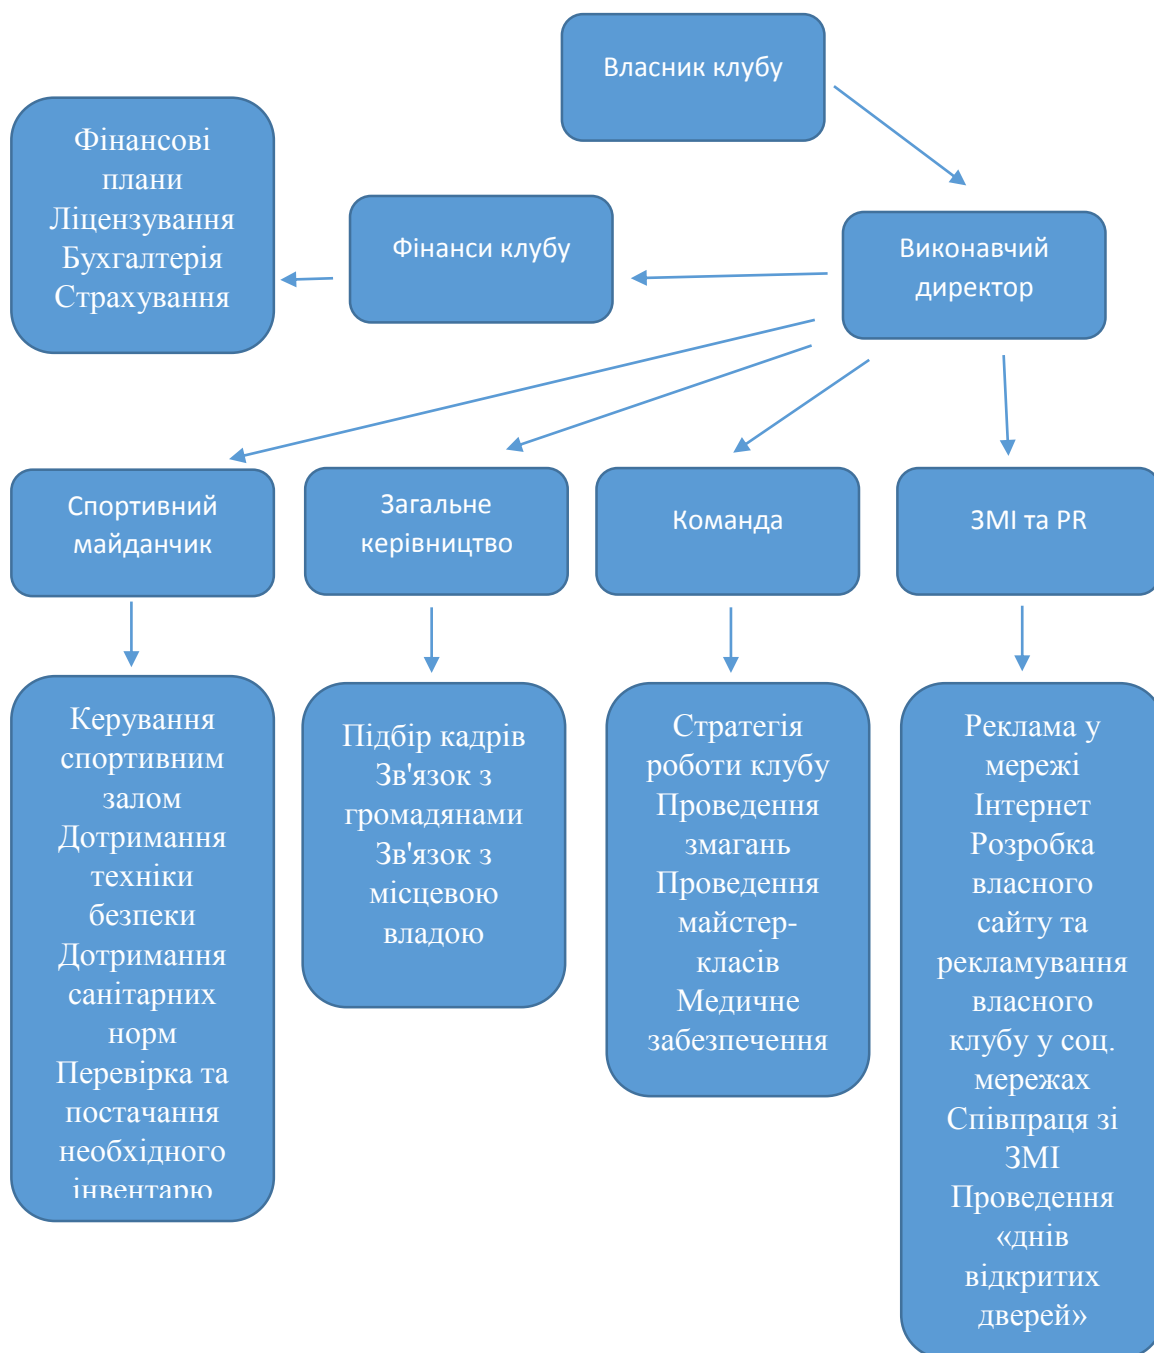 Власник клубу
Фінансові
плани
Ліцензування
Бухгалтерія
Страхування
Фінанси клубу
Виконавчий
директор
Спортивний
майданчик
Загальне
керівництво
Команда
ЗМІ та PR
Керування
спортивним
залом
Дотримання
техніки
безпеки
Дотримання
санітарних
норм
Перевірка та
постачання
необхідного
інвентарю
Підбір кадрів
Зв'язок з
громадянами
Зв'язок з
місцевою
владою
Стратегія
роботи клубу
Проведення
змагань
Проведення
майстер-
класів
Медичне
забезпечення
Реклама у
мережі
Інтернет
Розробка
власного
сайту та
рекламування
власного
клубу у соц.
мережах
Співпраця зі
ЗМІ
Проведення
«днів
відкритих
дверей»